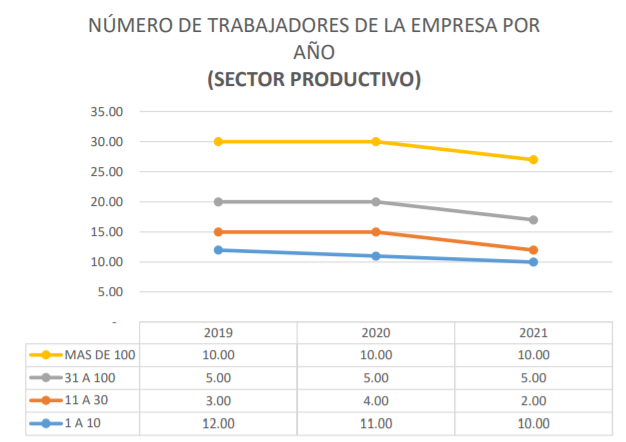 NÚMERO DE TRABAJADORES DE LA EMPRESA POR
AÑO
(SECTOR PRODUCTIVO)
35.00
30.00
25.00
20.00
15.00
10.00
5.00
-
2019 2020 2021
MAS DE 100 10.00 10.00 10.00
31 A 100 5.00 5.00 5.00
11 A 30 3.00 4.00 2.00
1 A 10 12.00 11.00 10.00